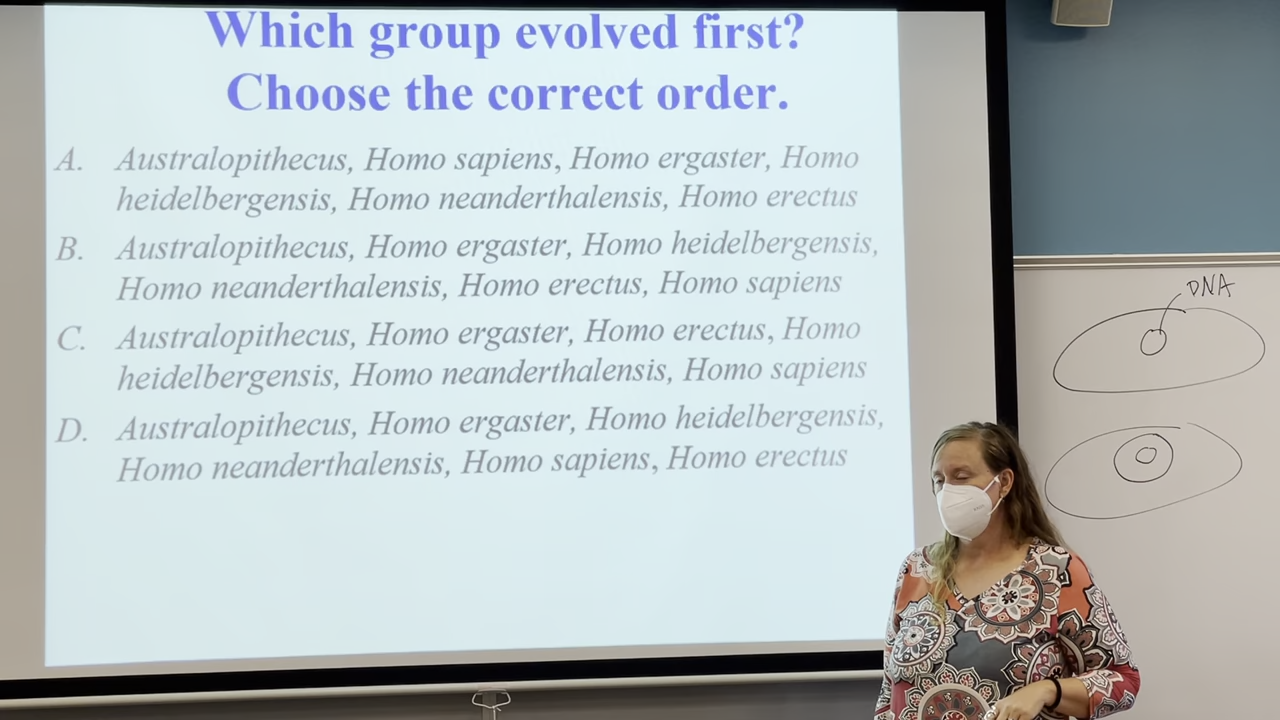 Which group evolved first?
Choose the correct order.
A. Australopithecus, Homo sapiens, Homo ergaster, Homo
heidelbergensis, Homo neanderthalensis, Homo erectus
B. Australopithecus, Homo ergaster, Homo heidelbergensis,
Homo neanderthalensis, Homo erectus, Homo sapiens
C. Australopithecus, Homo ergaster, Homo erectus, Homo
heidelbergensis, Homo neanderthalensis, Homo sapiens
D. Australopithecus, Homo ergaster, Homo heidelbergensis,
Homo neanderthalensis, Homo sapiens, Homo erectus
DNA